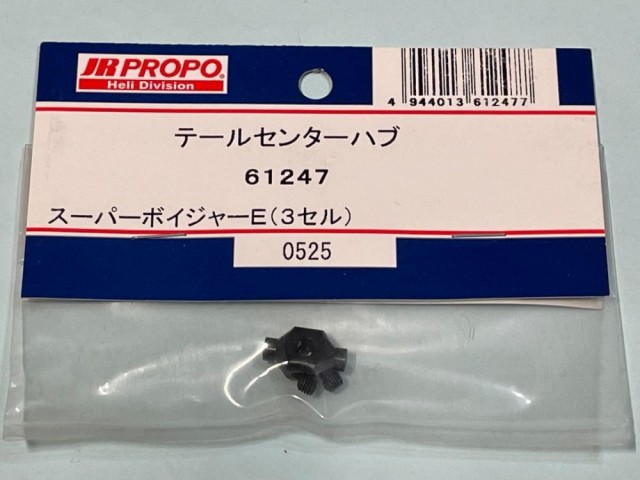 JR PROPO
Heli Division
4 944013 612477
テールセンターハブ
61247
スーパーボイジャーE(3セル)
0525